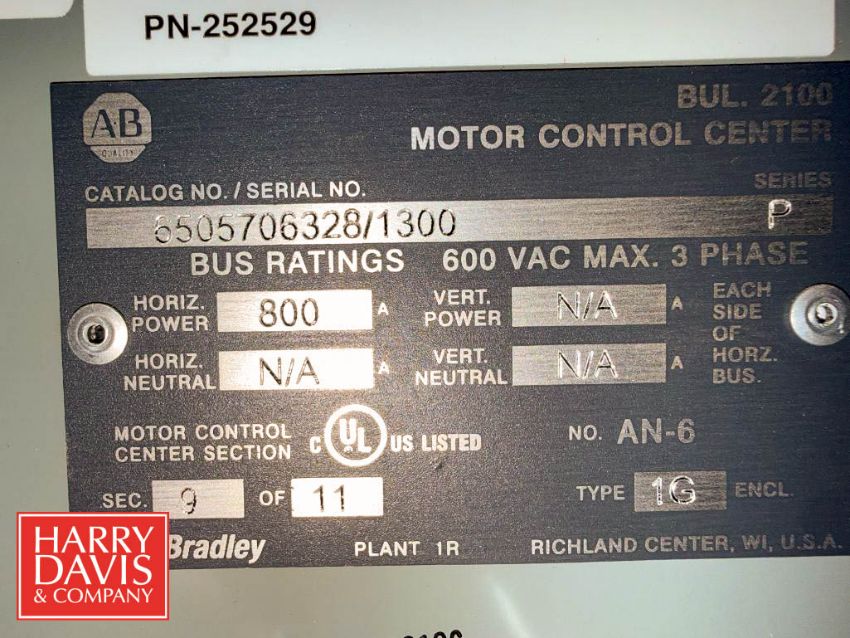 PN-252529
A·B
QUALITY
BUL. 2100
MOTOR CONTROL CENTER
CATALOG NO. / SERIAL NO.
SERIES
6505706328/1300
P
BUS RATINGS 600 VAC MAX. 3 PHASE
HORIZ. POWER 800 A
VERT. POWER N/A A
EACH SIDE OF HORZ. BUS.
HORIZ. NEUTRAL N/A A
VERT. NEUTRAL N/A A
MOTOR CONTROL CENTER SECTION
C UL US LISTED
NO. AN-6
SEC. 9 OF 11
TYPE 1G ENCL.
Bradley
PLANT 1R
RICHLAND CENTER, WI, U.S.A.
HARRY
DAVIS
& COMPANY